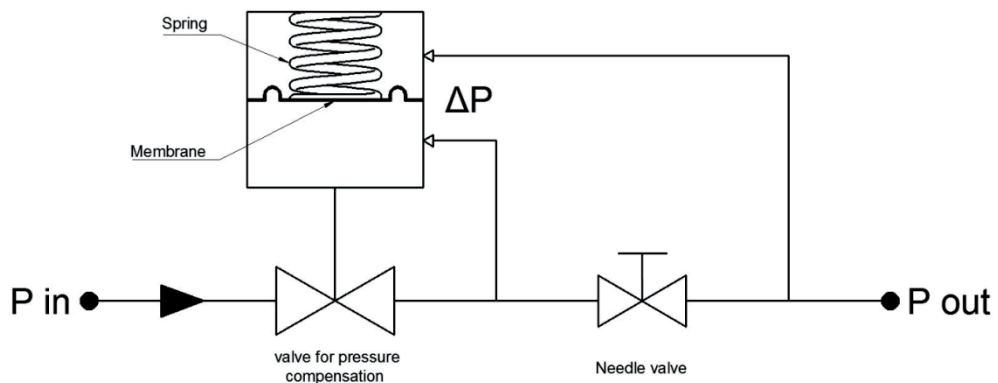 Spring
ΔP
Membrane
P in
P out
valve for pressure
compensation
Needle valve